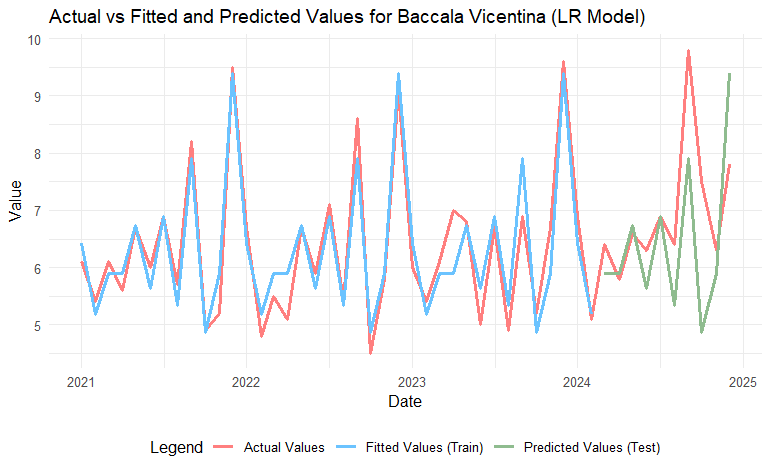 Actual vs Fitted and Predicted Values for Baccala Vicentina (LR Model)
10
9
8
7
6
5
Value
2021 2022 2023 2024 2025
Date
Legend Actual Values Fitted Values (Train) Predicted Values (Test)